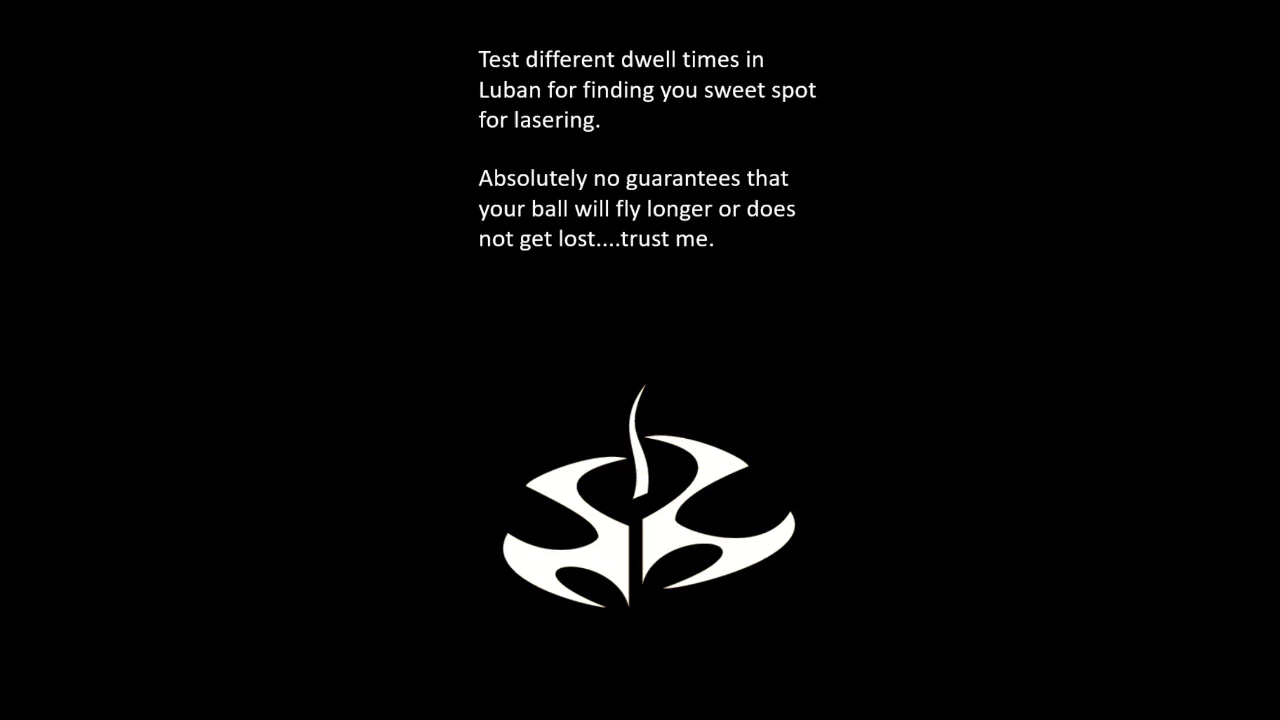 Test different dwell times in
Luban for finding you sweet spot
for lasering.
Absolutely no guarantees that
your ball will fly longer or does
not get lost....trust me.